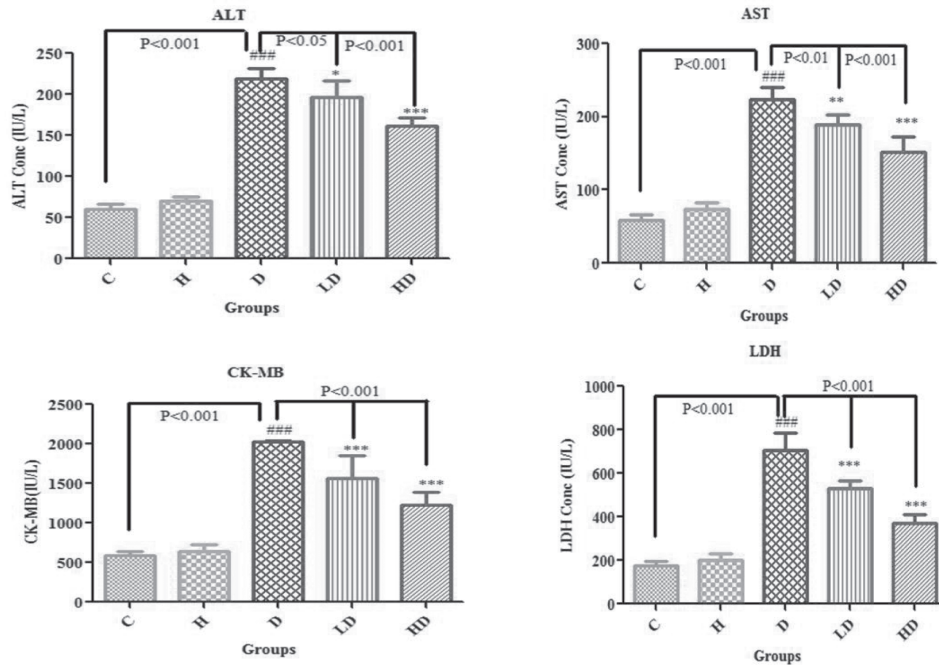 ALT
P<0.001
P<0.05
P<0.001
###
*
***
ALT Conc (IU/L)
250
200
150
100
50
0
C
H
D
LD
HD
Groups
AST
P<0.001
P<0.01
P<0.001
###
**
***
AST Conc (IU/L)
300
200
100
0
C
H
D
LD
HD
Groups
CK-MB
P<0.001
P<0.001
###
***
***
CK-MB(IU/L)
2500
2000
1500
1000
500
0
C
H
D
LD
HD
Groups
LDH
P<0.001
P<0.001
###
***
***
LDH Conc (IU/L)
1000
800
600
400
200
0
C
H
D
LD
HD
Groups